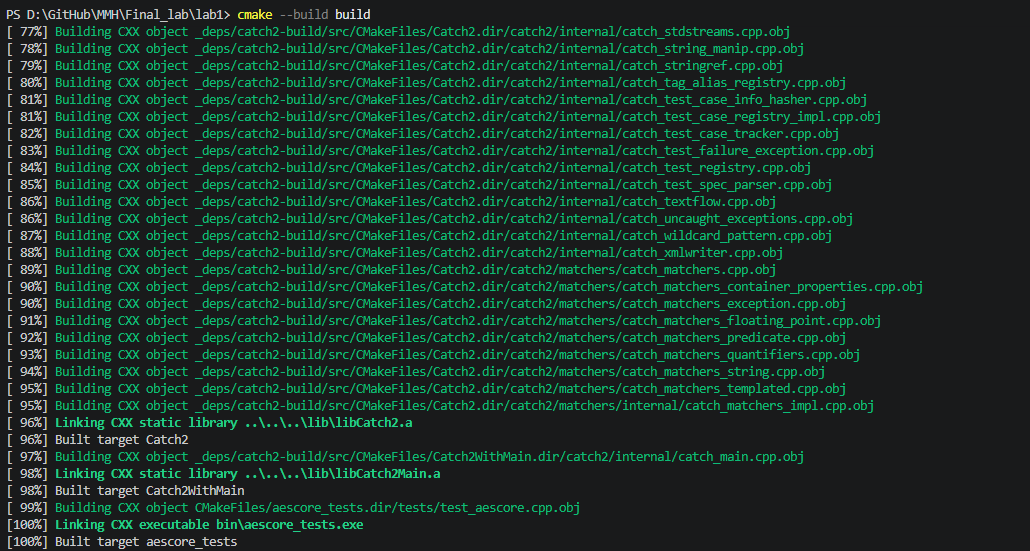 PS D:\GitHub\MMH\Final_lab\lab1> cmake --build build
[ 77%] Building CXX object _deps/catch2-build/src/CMakeFiles/Catch2.dir/catch2/internal/catch_stdstreams.cpp.obj
[ 78%] Building CXX object _deps/catch2-build/src/CMakeFiles/Catch2.dir/catch2/internal/catch_string_manip.cpp.obj
[ 79%] Building CXX object _deps/catch2-build/src/CMakeFiles/Catch2.dir/catch2/internal/catch_stringref.cpp.obj
[ 80%] Building CXX object _deps/catch2-build/src/CMakeFiles/Catch2.dir/catch2/internal/catch_tag_alias_registry.cpp.obj
[ 81%] Building CXX object _deps/catch2-build/src/CMakeFiles/Catch2.dir/catch2/internal/catch_test_case_info_hasher.cpp.obj
[ 81%] Building CXX object _deps/catch2-build/src/CMakeFiles/Catch2.dir/catch2/internal/catch_test_case_registry_impl.cpp.obj
[ 82%] Building CXX object _deps/catch2-build/src/CMakeFiles/Catch2.dir/catch2/internal/catch_test_case_tracker.cpp.obj
[ 83%] Building CXX object _deps/catch2-build/src/CMakeFiles/Catch2.dir/catch2/internal/catch_test_failure_exception.cpp.obj
[ 84%] Building CXX object _deps/catch2-build/src/CMakeFiles/Catch2.dir/catch2/internal/catch_test_registry.cpp.obj
[ 85%] Building CXX object _deps/catch2-build/src/CMakeFiles/Catch2.dir/catch2/internal/catch_test_spec_parser.cpp.obj
[ 86%] Building CXX object _deps/catch2-build/src/CMakeFiles/Catch2.dir/catch2/internal/catch_textflow.cpp.obj
[ 86%] Building CXX object _deps/catch2-build/src/CMakeFiles/Catch2.dir/catch2/internal/catch_uncaught_exceptions.cpp.obj
[ 87%] Building CXX object _deps/catch2-build/src/CMakeFiles/Catch2.dir/catch2/internal/catch_wildcard_pattern.cpp.obj
[ 88%] Building CXX object _deps/catch2-build/src/CMakeFiles/Catch2.dir/catch2/internal/catch_xmlwriter.cpp.obj
[ 89%] Building CXX object _deps/catch2-build/src/CMakeFiles/Catch2.dir/catch2/matchers/catch_matchers.cpp.obj
[ 90%] Building CXX object _deps/catch2-build/src/CMakeFiles/Catch2.dir/catch2/matchers/catch_matchers_container_properties.cpp.obj
[ 90%] Building CXX object _deps/catch2-build/src/CMakeFiles/Catch2.dir/catch2/matchers/catch_matchers_exception.cpp.obj
[ 91%] Building CXX object _deps/catch2-build/src/CMakeFiles/Catch2.dir/catch2/matchers/catch_matchers_floating_point.cpp.obj
[ 92%] Building CXX object _deps/catch2-build/src/CMakeFiles/Catch2.dir/catch2/matchers/catch_matchers_predicate.cpp.obj
[ 93%] Building CXX object _deps/catch2-build/src/CMakeFiles/Catch2.dir/catch2/matchers/catch_matchers_quantifiers.cpp.obj
[ 94%] Building CXX object _deps/catch2-build/src/CMakeFiles/Catch2.dir/catch2/matchers/catch_matchers_string.cpp.obj
[ 95%] Building CXX object _deps/catch2-build/src/CMakeFiles/Catch2.dir/catch2/matchers/catch_matchers_templated.cpp.obj
[ 95%] Building CXX object _deps/catch2-build/src/CMakeFiles/Catch2.dir/catch2/matchers/internal/catch_matchers_impl.cpp.obj
[ 96%] Linking CXX static library ..\..\..\lib\libCatch2.a
[ 96%] Built target Catch2
[ 97%] Building CXX object _deps/catch2-build/src/CMakeFiles/Catch2WithMain.dir/catch2/internal/catch_main.cpp.obj
[ 98%] Linking CXX static library ..\..\..\lib\libCatch2Main.a
[ 98%] Built target Catch2WithMain
[ 99%] Building CXX object CMakeFiles/aescore_tests.dir/tests/test_aescore.cpp.obj
[100%] Linking CXX executable bin\aescore_tests.exe
[100%] Built target aescore_tests